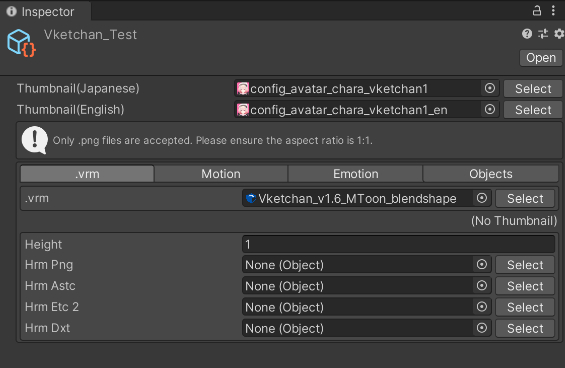 Inspector
Vketchan_Test
Open
Thumbnail(Japanese) config_avatar_chara_vketchan1 Select
Thumbnail(English) config_avatar_chara_vketchan1_en Select
Only .png files are accepted. Please ensure the aspect ratio is 1:1.
.vrm Motion Emotion Objects
.vrm Vketchan_v1.6_MToon_blendshape Select
(No Thumbnail)
Height 1
Hrm Png None (Object) Select
Hrm Astc None (Object) Select
Hrm Etc 2 None (Object) Select
Hrm Dxt None (Object) Select